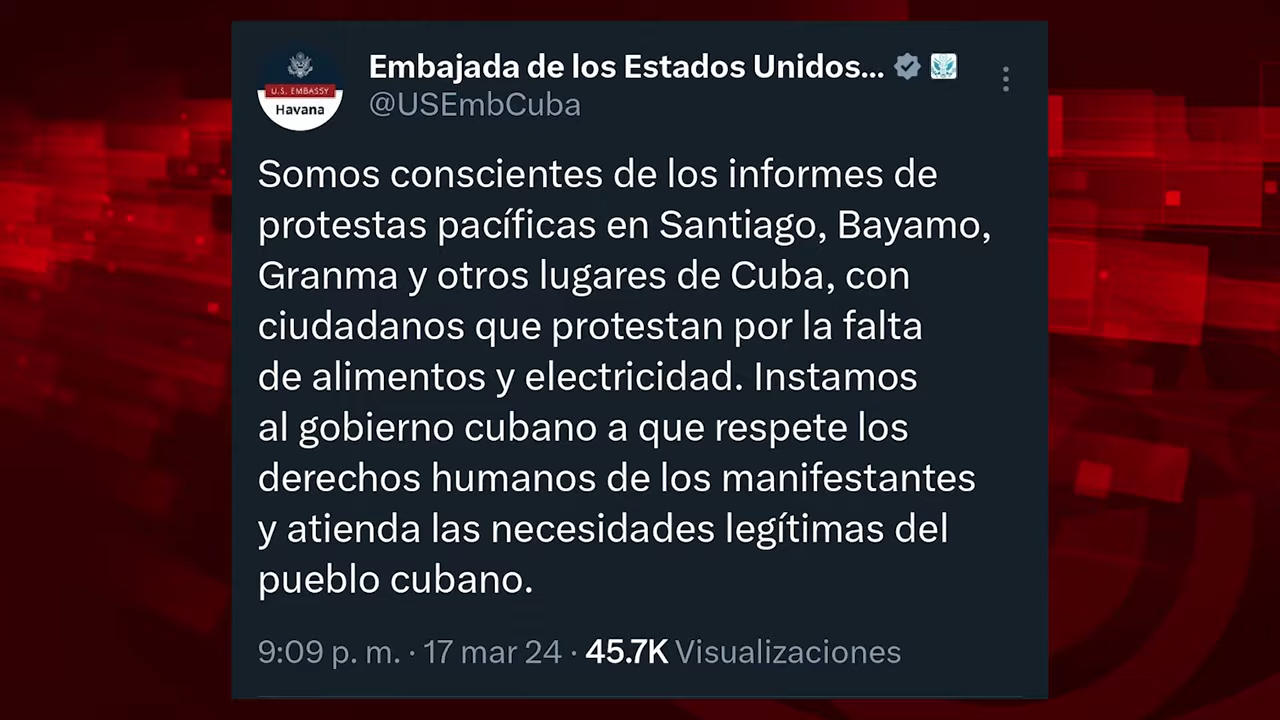 U.S. EMBASSY
Havana
Embajada de los Estados Unidos...
@USEmbCuba
Somos conscientes de los informes de
protestas pacíficas en Santiago, Bayamo,
Granma y otros lugares de Cuba, con
ciudadanos que protestan por la falta
de alimentos y electricidad. Instamos
al gobierno cubano a que respete los
derechos humanos de los manifestantes
y atienda las necesidades legítimas del
pueblo cubano.
9:09 p. m. · 17 mar 24 · 45.7K Visualizaciones